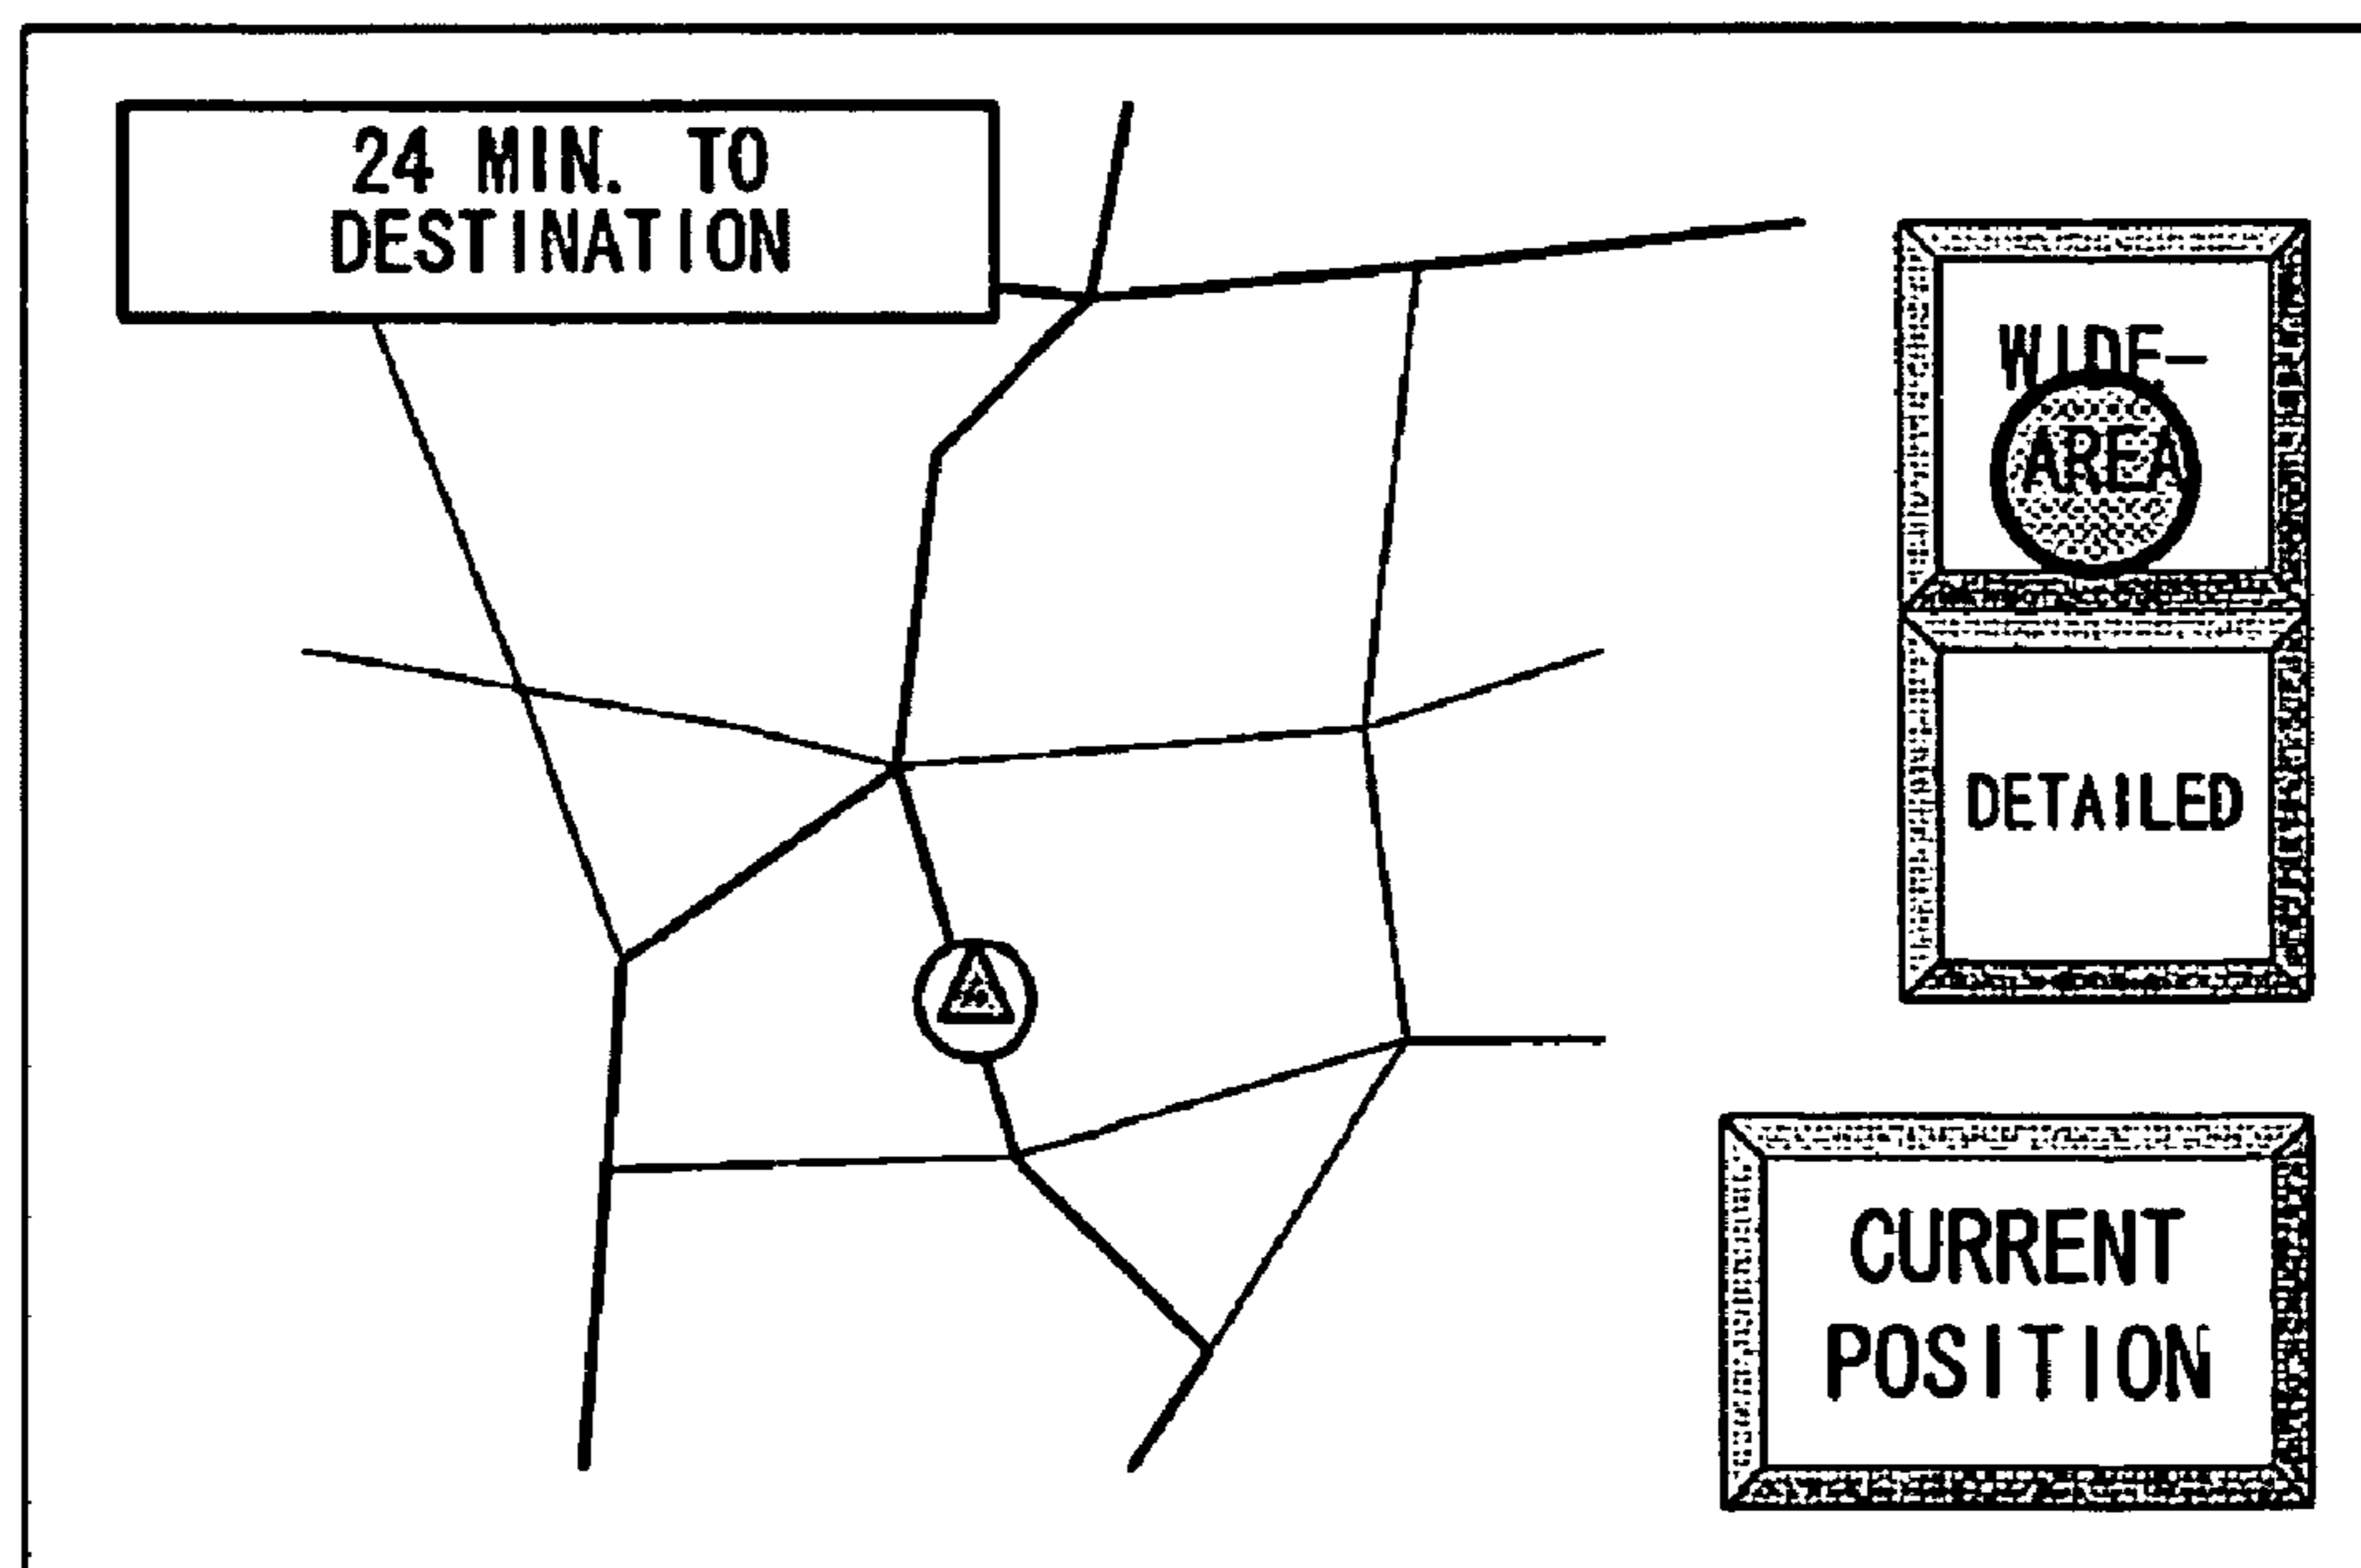 24 MIN. TO
DESTINATION
WIDE-
AREA
DETAILED
CURRENT
POSITION